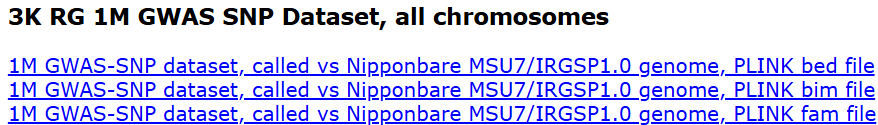 3K RG 1M GWAS SNP Dataset, all chromosomes
1M GWAS-SNP dataset, called vs Nipponbare MSU7/IRGSP1.0 genome, PLINK bed file
1M GWAS-SNP dataset, called vs Nipponbare MSU7/IRGSP1.0 genome, PLINK bim file
1M GWAS-SNP dataset, called vs Nipponbare MSU7/IRGSP1.0 genome, PLINK fam file